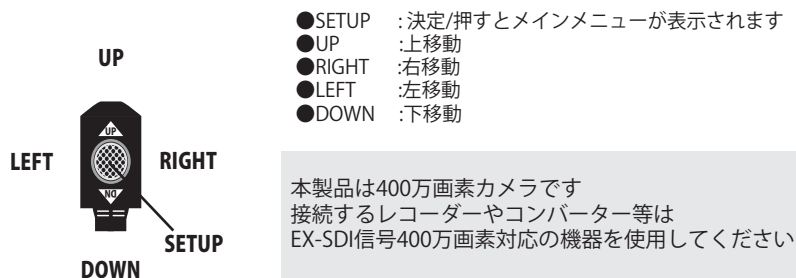 ●SETUP :決定/押すとメインメニューが表示されます
●UP :上移動
●RIGHT :右移動
●LEFT :左移動
●DOWN :下移動
UP
UP
LEFT
RIGHT
DN
SETUP
DOWN
本製品は400万画素カメラです
接続するレコーダーやコンバーター等は
EX-SDI信号400万画素対応の機器を使用してください